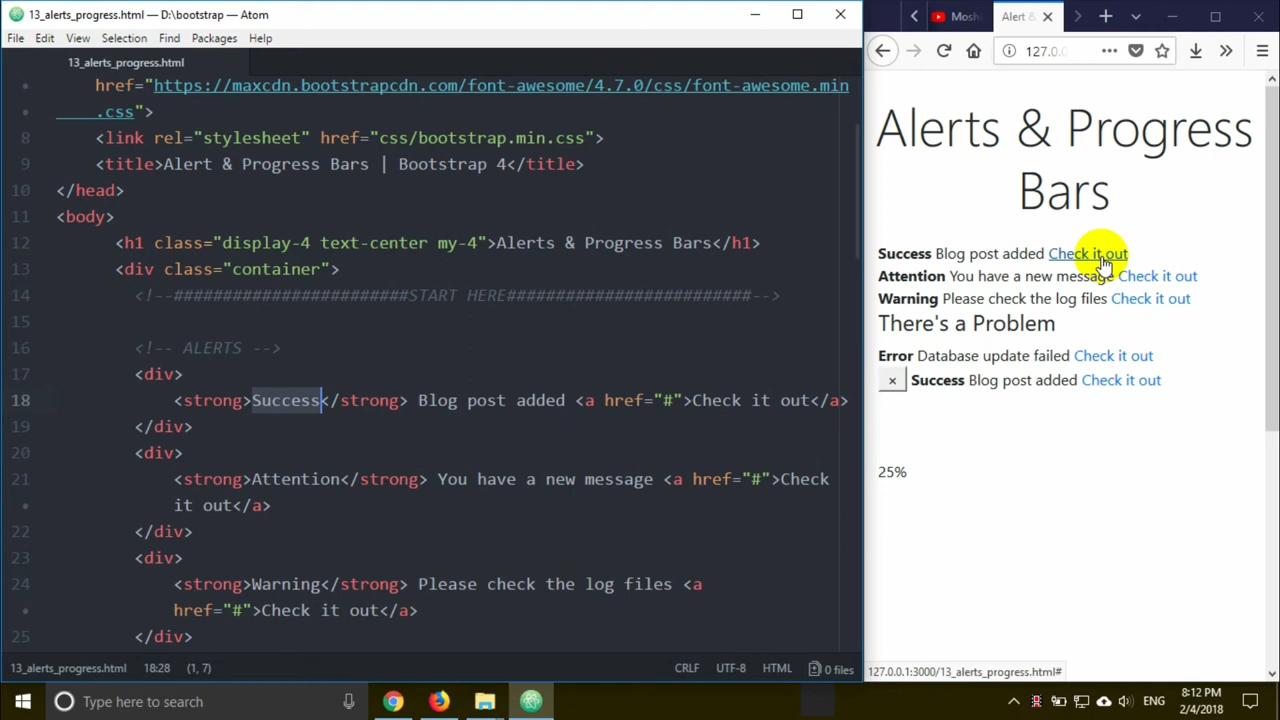 13_alerts_progress.html — D:\bootstrap — Atom
File Edit View Selection Find Packages Help
13_alerts_progress.html
href="https://maxcdn.bootstrapcdn.com/font-awesome/4.7.0/css/font-awesome.min
.css">
8 <link rel="stylesheet" href="css/bootstrap.min.css">
9 <title>Alert & Progress Bars | Bootstrap 4</title>
10 </head>
11 <body>
12 <h1 class="display-4 text-center my-4">Alerts & Progress Bars</h1>
13 <div class="container">
14 <!--########################START HERE#########################-->
15
16 <!-- ALERTS -->
17 <div>
18 <strong>Success</strong> Blog post added <a href="#">Check it out</a>
19 </div>
20 <div>
21 <strong>Attention</strong> You have a new message <a href="#">Check
it out</a>
22 </div>
23 <div>
24 <strong>Warning</strong> Please check the log files <a
href="#">Check it out</a>
25 </div>
13_alerts_progress.html 18:28 (1, 7) CRLF UTF-8 HTML 0 files
Mosh
Alert &
127.0.
Alerts & Progress
Bars
Success Blog post added Check it out
Attention You have a new message Check it out
Warning Please check the log files Check it out
There's a Problem
Error Database update failed Check it out
× Success Blog post added Check it out
25%
127.0.0.1:3000/13_alerts_progress.html#
Type here to search
ENG
8:12 PM
2/4/2018